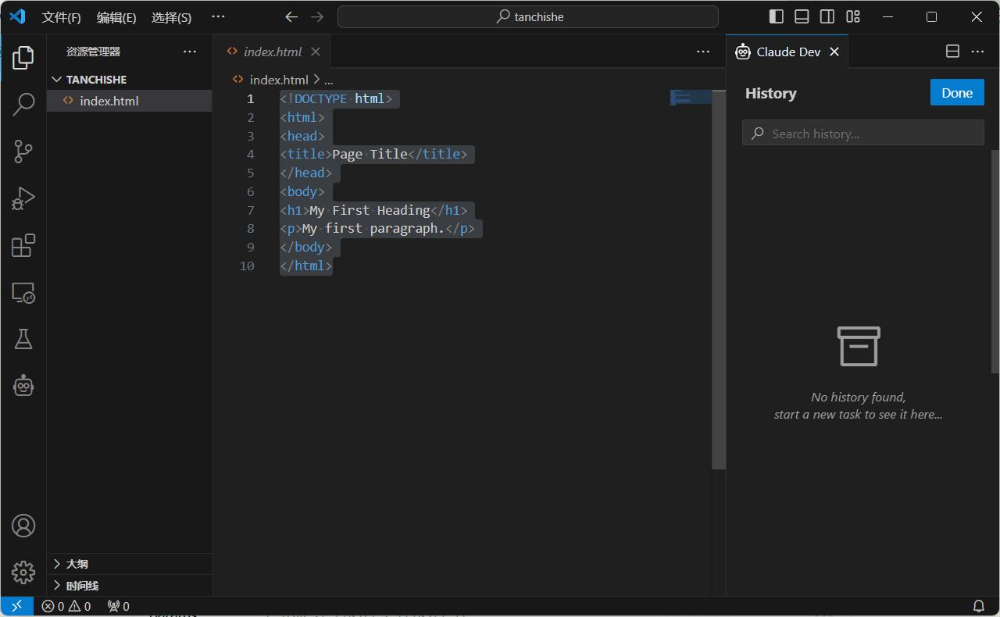 文件(F) 编辑(E) 选择(S) ··· tanchishe
资源管理器 ···
TANCHISHE
index.html
大纲
时间线
index.html
index.html > ...
1 <!DOCTYPE html>
2 <html>
3 <head>
4 <title>Page Title</title>
5 </head>
6 <body>
7 <h1>My First Heading</h1>
8 <p>My first paragraph.</p>
9 </body>
10 </html>
Claude Dev
History Done
Search history...
No history found,
start a new task to see it here...
0 0 0